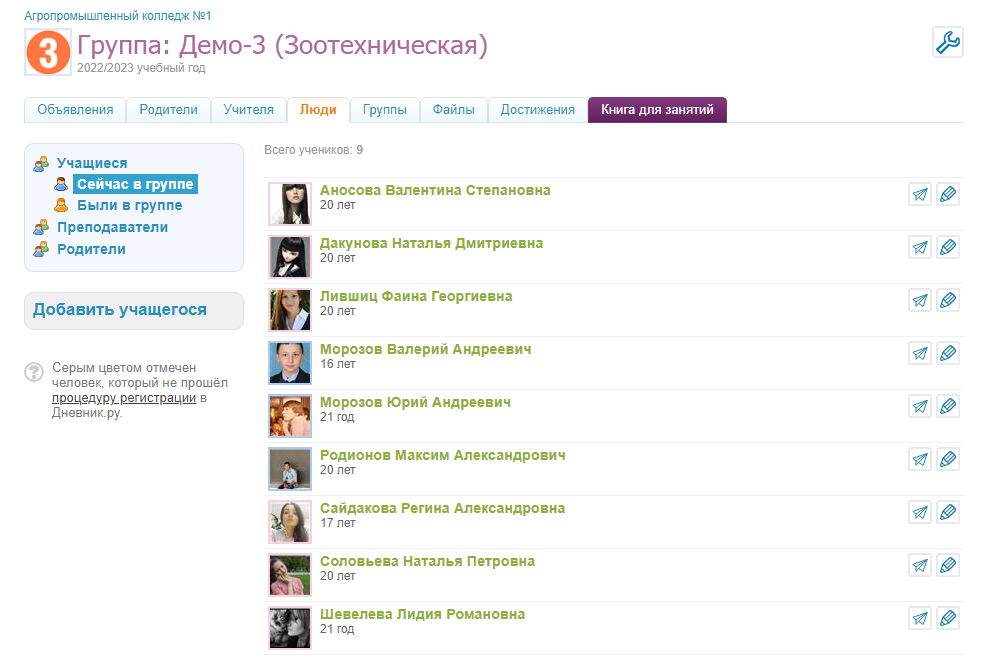 Агропромышленный колледж №1
3
Группа: Демо-3 (Зоотехническая)
2022/2023 учебный год
Объявления Родители Учителя Люди Группы Файлы Достижения Книга для занятий
Учащиеся
Сейчас в группе
Были в группе
Преподаватели
Родители
Добавить учащегося
?
Серым цветом отмечен
человек, который не прошёл
процедуру регистрации в
Дневник.ру.
Всего учеников: 9
Аносова Валентина Степановна
20 лет
Дакунова Наталья Дмитриевна
20 лет
Лившиц Фаина Георгиевна
20 лет
Морозов Валерий Андреевич
16 лет
Морозов Юрий Андреевич
21 год
Родионов Максим Александрович
20 лет
Сайдакова Регина Александровна
17 лет
Соловьева Наталья Петровна
20 лет
Шевелева Лидия Романовна
21 год